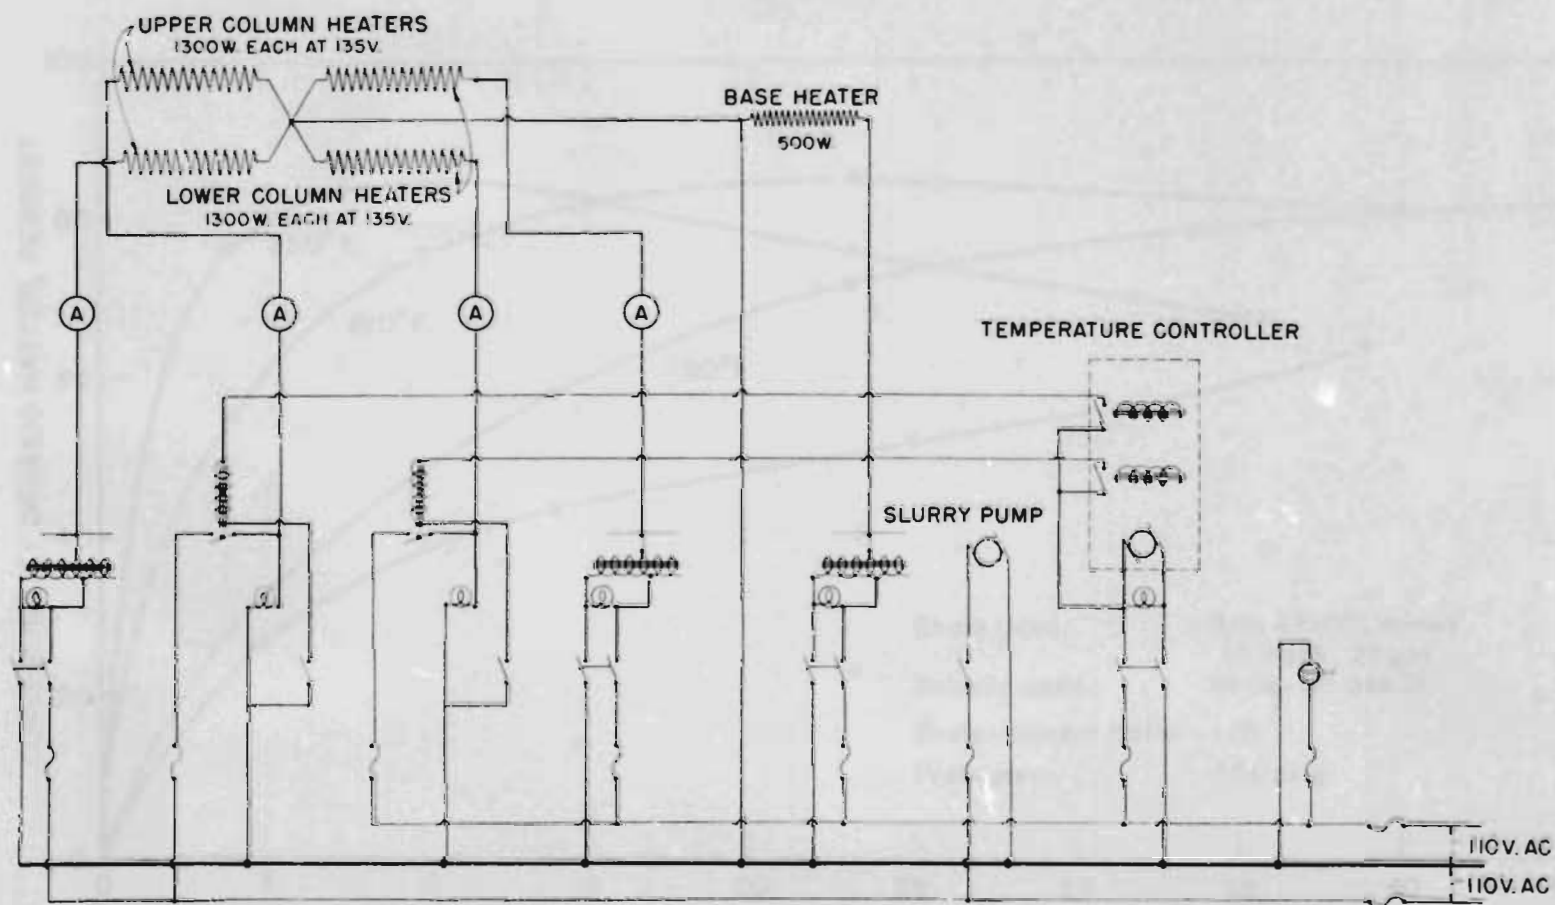 UPPER COLUMN HEATERS
1300W. EACH AT 135V.
BASE HEATER
500W
LOWER COLUMN HEATERS
1300W. EACH AT 135V.
A A A A
TEMPERATURE CONTROLLER
SLURRY PUMP
110V. AC
110V. AC